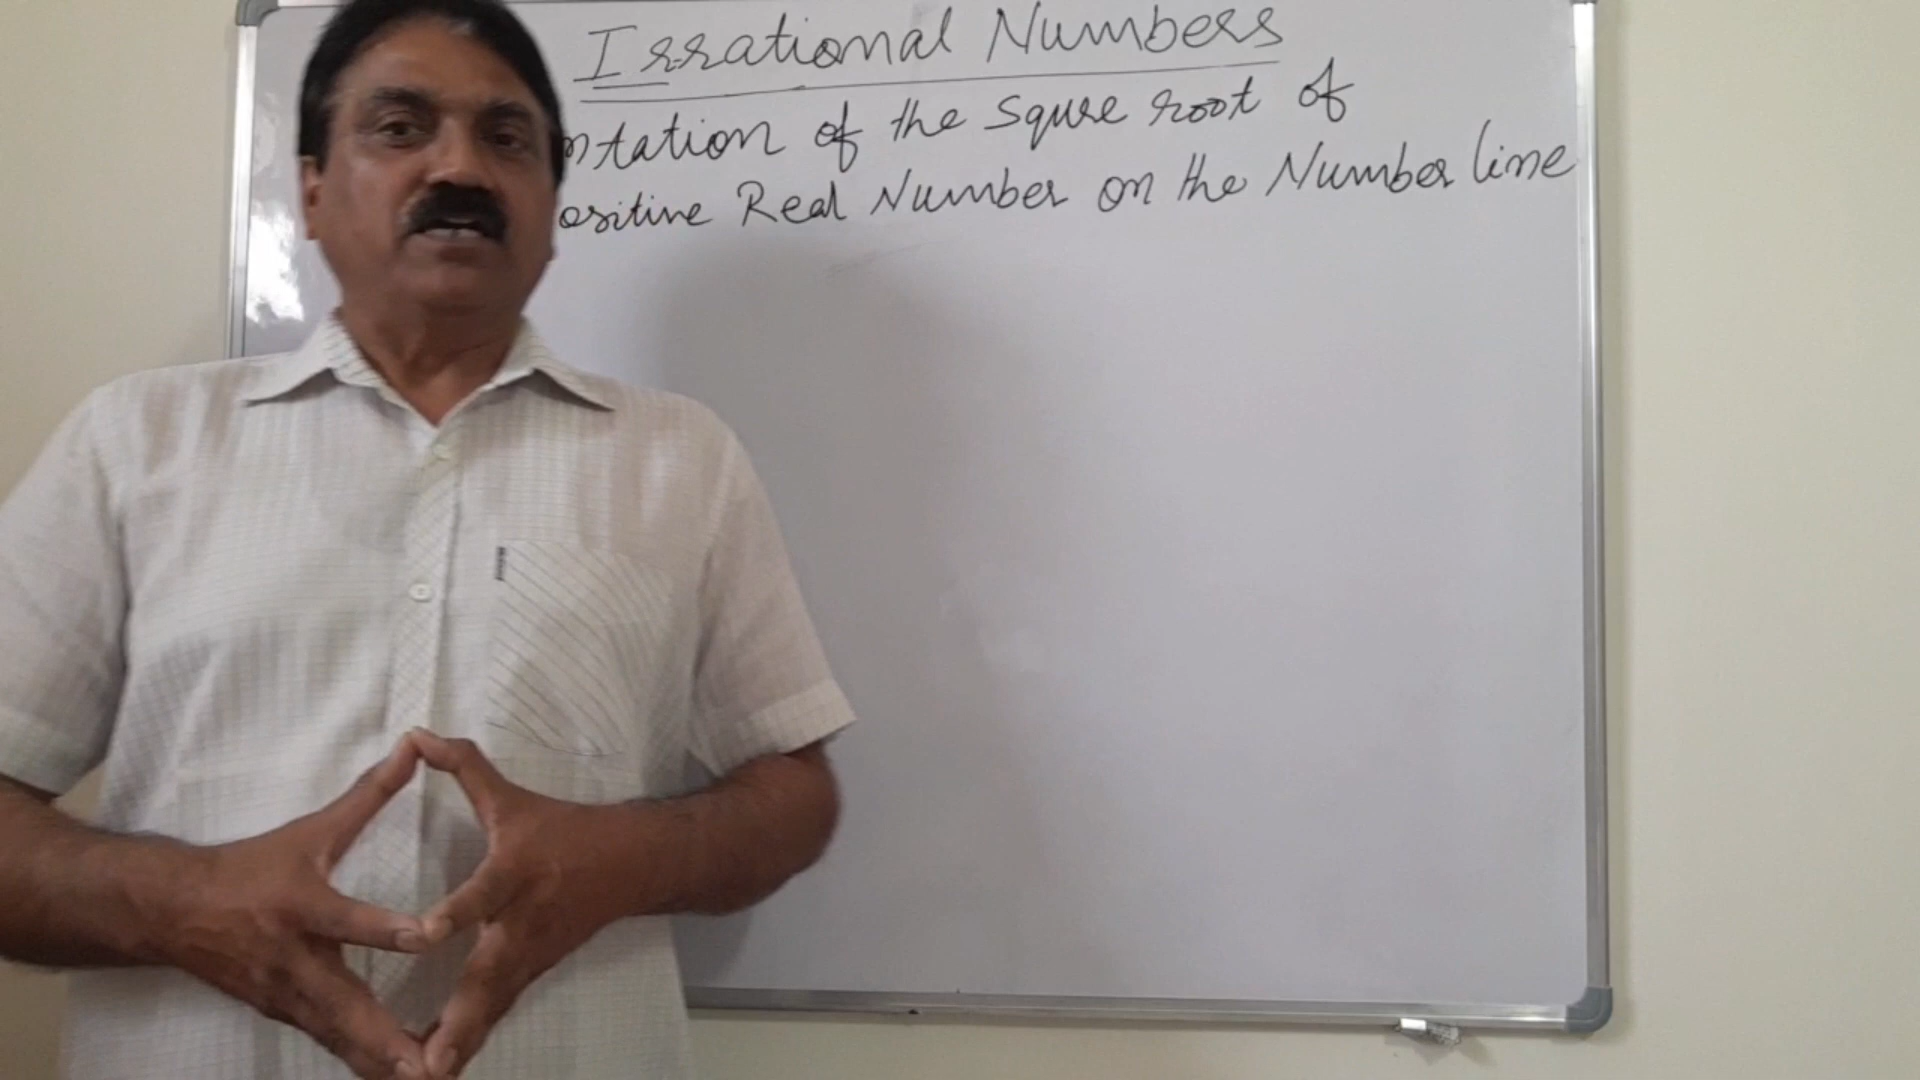 Irrational Numbers
ntation of the Squre root of
ositive Real Number on the Number line